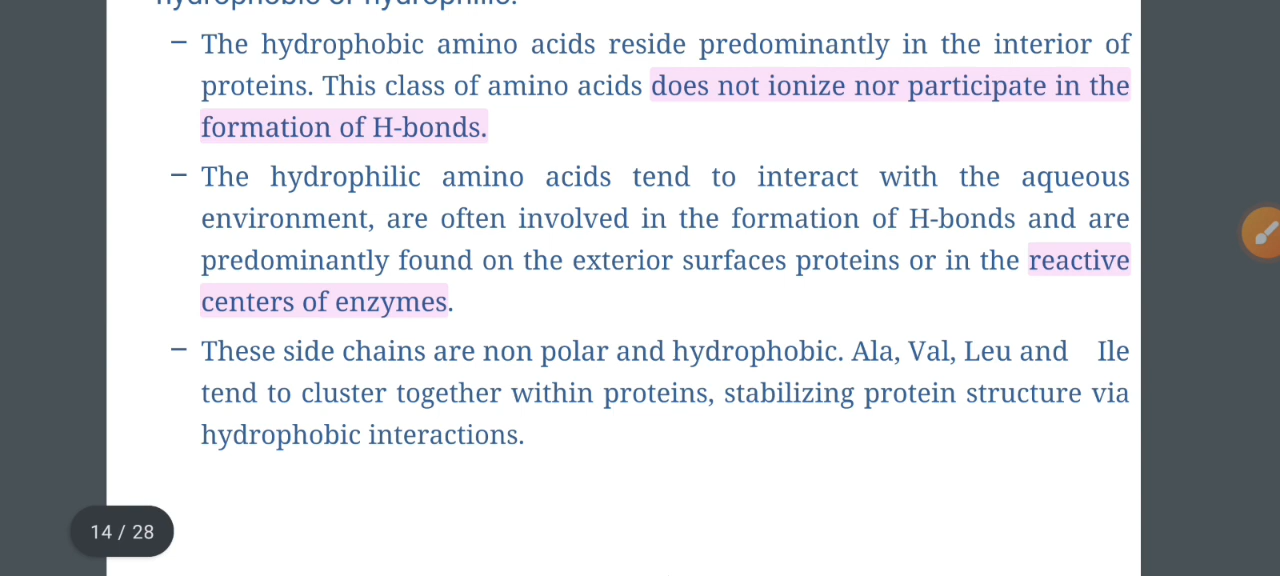 hydrophobic or hydrophilic.
– The hydrophobic amino acids reside predominantly in the interior of
proteins. This class of amino acids does not ionize nor participate in the
formation of H-bonds.
– The hydrophilic amino acids tend to interact with the aqueous
environment, are often involved in the formation of H-bonds and are
predominantly found on the exterior surfaces proteins or in the reactive
centers of enzymes.
– These side chains are non polar and hydrophobic. Ala, Val, Leu and Ile
tend to cluster together within proteins, stabilizing protein structure via
hydrophobic interactions.
14 / 28